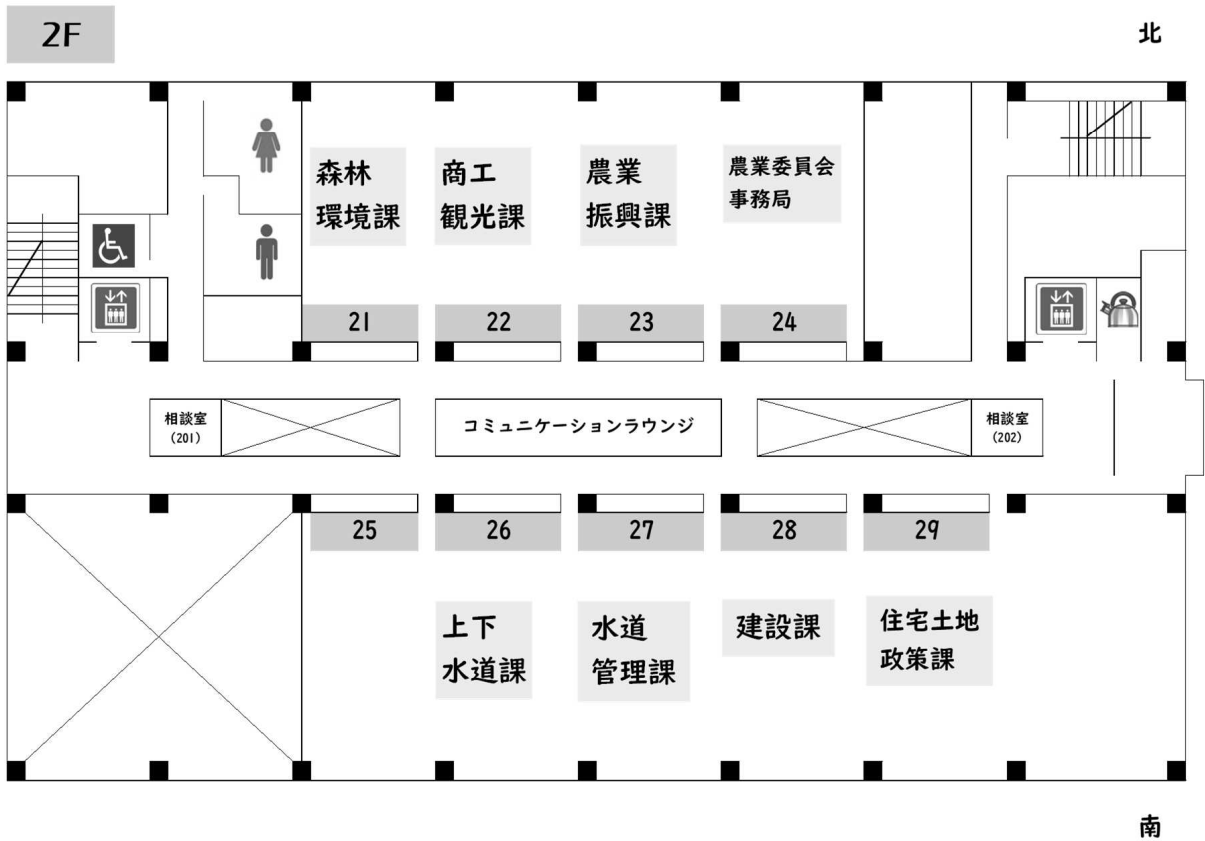 2F
北
森林
環境課
商工
観光課
農業
振興課
農業委員会
事務局
21
22
23
24
相談室
(201)
コミュニケーションラウンジ
相談室
(202)
25
26
27
28
29
上下
水道課
水道
管理課
建設課
住宅土地
政策課
南